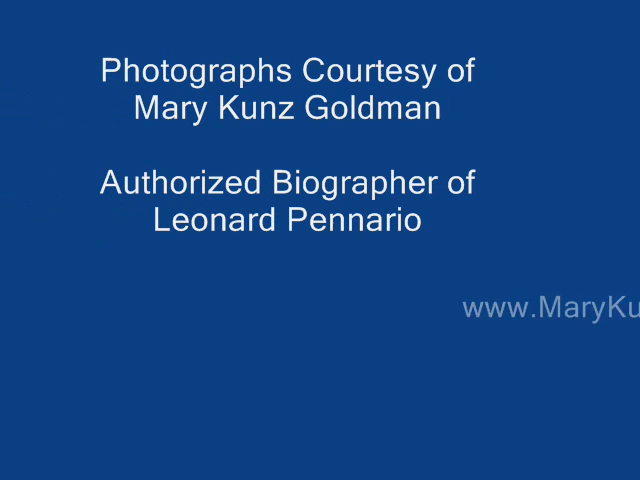 Photographs Courtesy of
Mary Kunz Goldman
Authorized Biographer of
Leonard Pennario
www.MaryKu